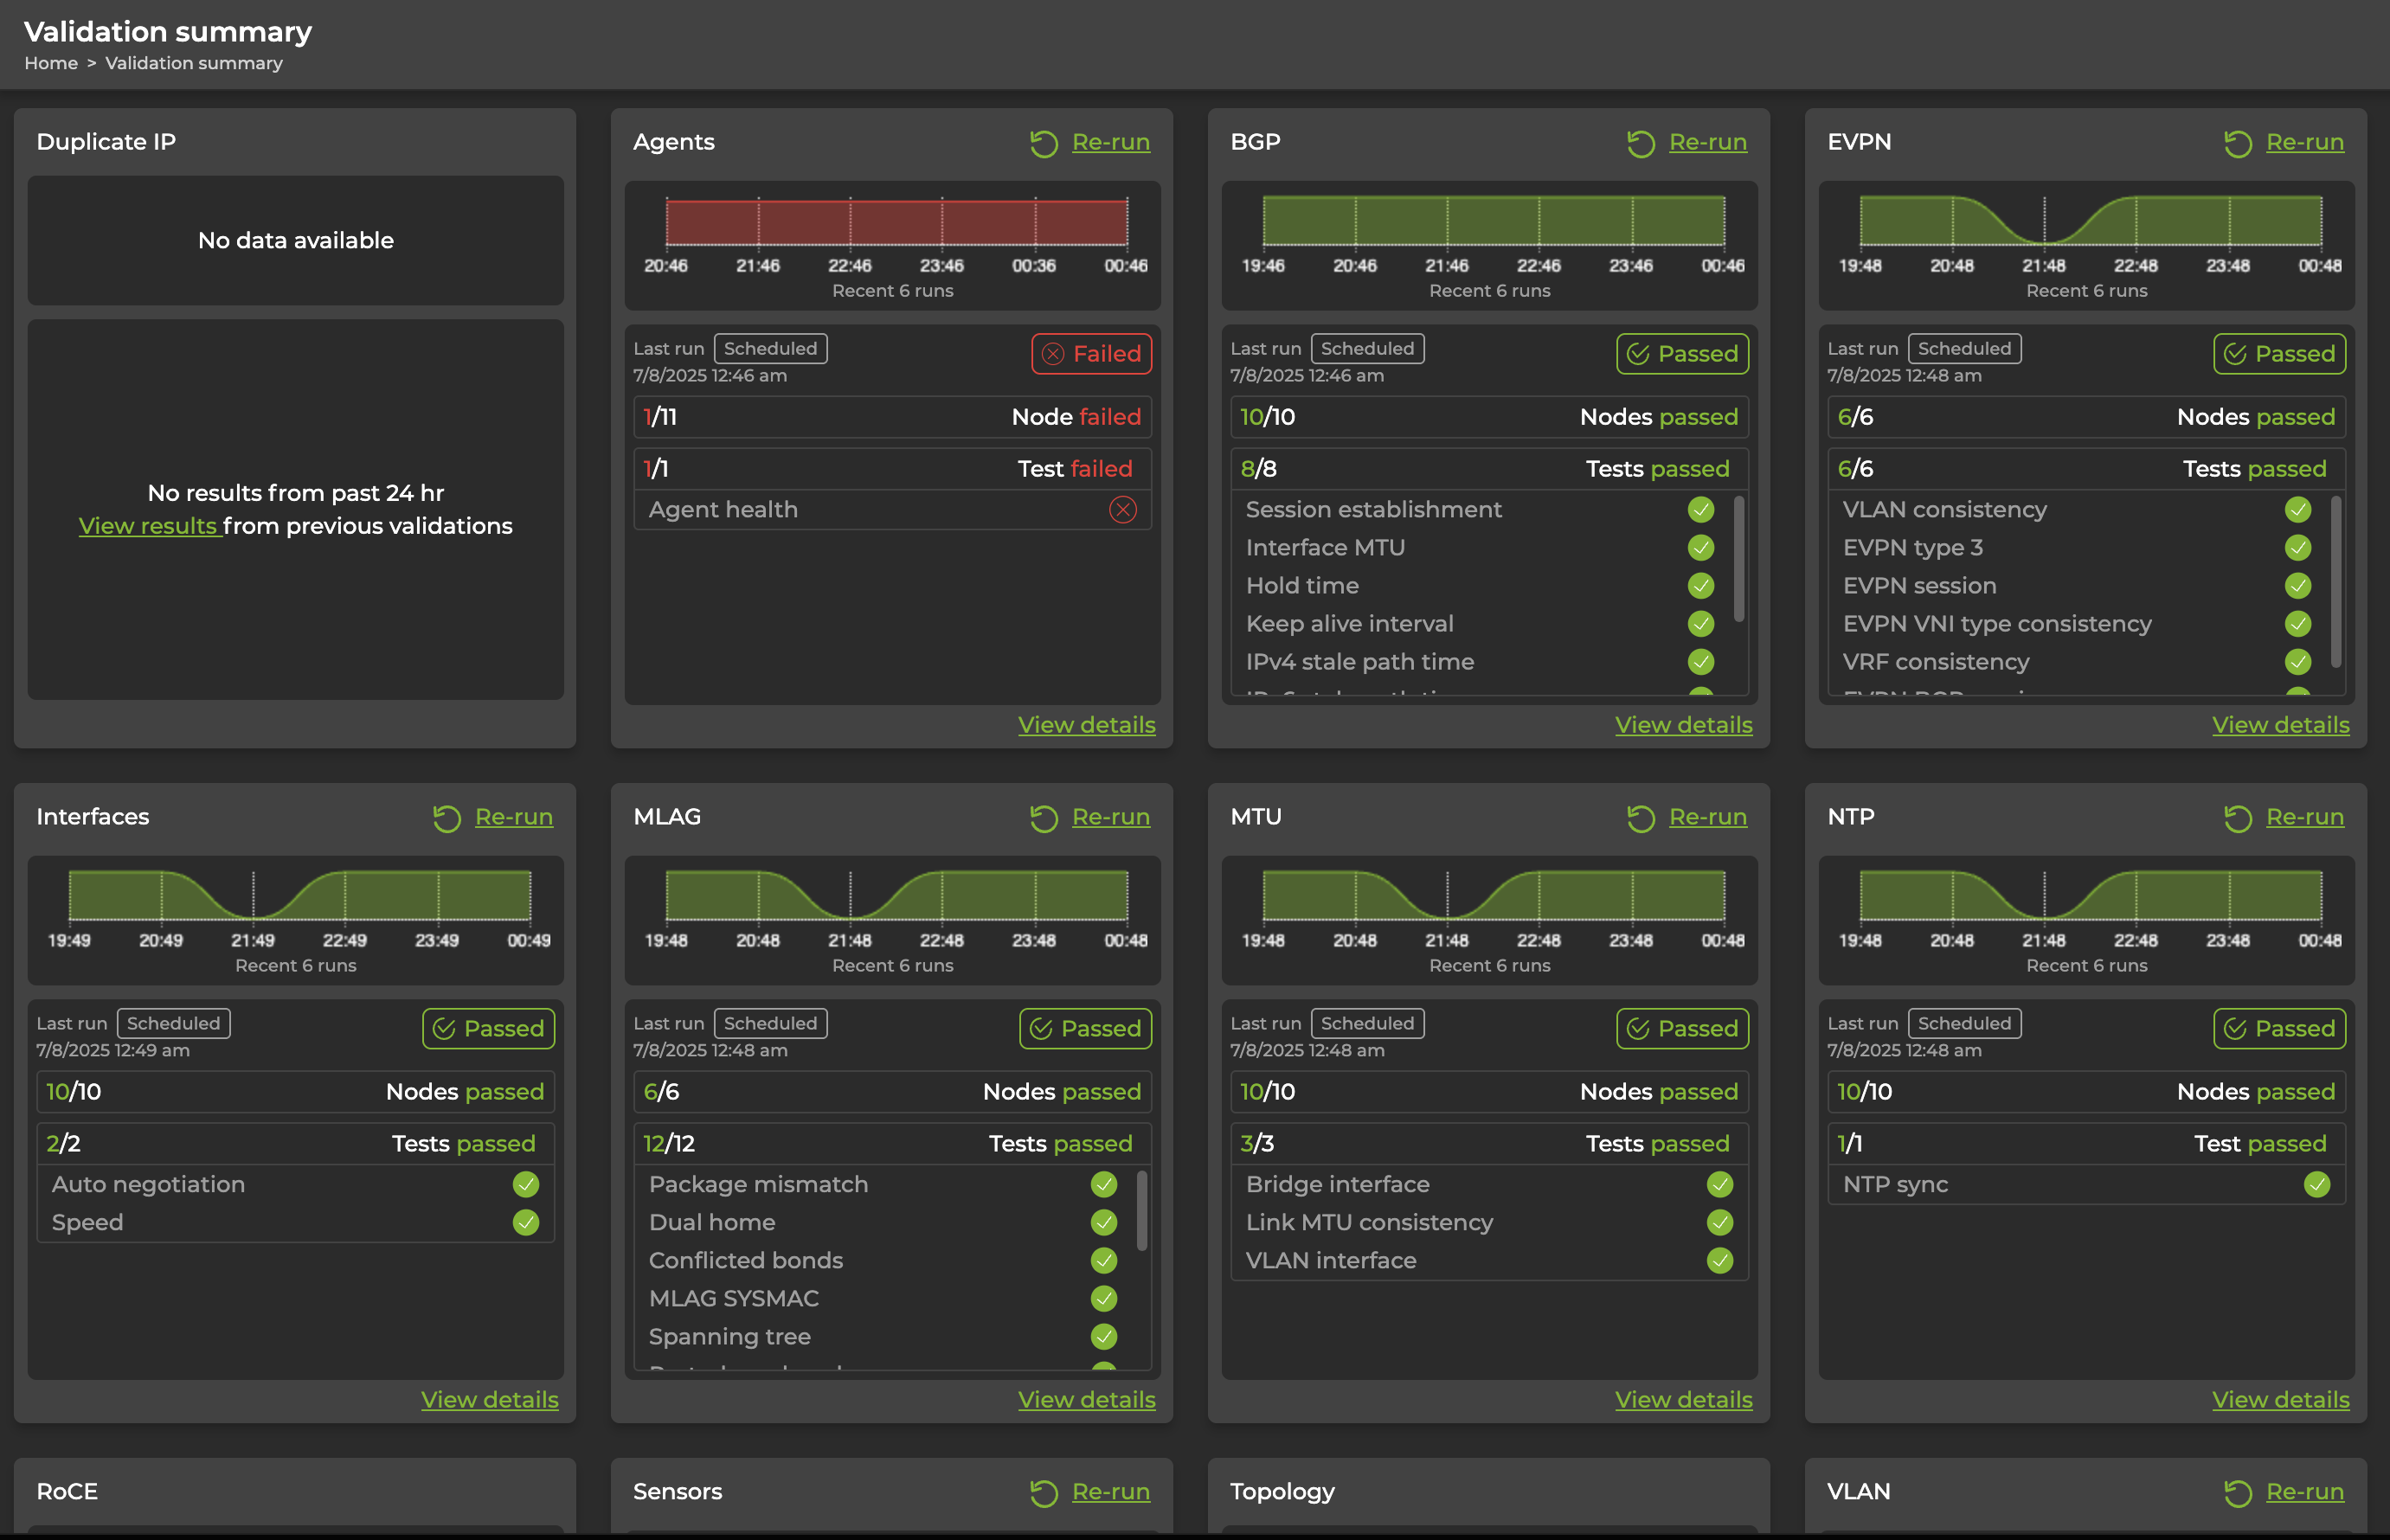 Validation summary
Home > Validation summary
Duplicate IP
No data available
No results from past 24 hr
View results from previous validations
Agents
Re-run
20:46 21:46 22:46 23:46 00:36 00:46
Recent 6 runs
Last run Scheduled
7/8/2025 12:46 am
Failed
1/11 Node failed
1/1 Test failed
Agent health
View details
BGP
Re-run
19:46 20:46 21:46 22:46 23:46 00:46
Recent 6 runs
Last run Scheduled
7/8/2025 12:46 am
Passed
10/10 Nodes passed
8/8 Tests passed
Session establishment
Interface MTU
Hold time
Keep alive interval
IPv4 stale path time
View details
EVPN
Re-run
19:48 20:48 21:48 22:48 23:48 00:48
Recent 6 runs
Last run Scheduled
7/8/2025 12:48 am
Passed
6/6 Nodes passed
6/6 Tests passed
VLAN consistency
EVPN type 3
EVPN session
EVPN VNI type consistency
VRF consistency
View details
Interfaces
Re-run
19:49 20:49 21:49 22:49 23:49 00:49
Recent 6 runs
Last run Scheduled
7/8/2025 12:49 am
Passed
10/10 Nodes passed
2/2 Tests passed
Auto negotiation
Speed
View details
MLAG
Re-run
19:48 20:48 21:48 22:48 23:48 00:48
Recent 6 runs
Last run Scheduled
7/8/2025 12:48 am
Passed
6/6 Nodes passed
12/12 Tests passed
Package mismatch
Dual home
Conflicted bonds
MLAG SYSMAC
Spanning tree
View details
MTU
Re-run
19:48 20:48 21:48 22:48 23:48 00:48
Recent 6 runs
Last run Scheduled
7/8/2025 12:48 am
Passed
10/10 Nodes passed
3/3 Tests passed
Bridge interface
Link MTU consistency
VLAN interface
View details
NTP
Re-run
19:48 20:48 21:48 22:48 23:48 00:48
Recent 6 runs
Last run Scheduled
7/8/2025 12:48 am
Passed
10/10 Nodes passed
1/1 Test passed
NTP sync
View details
RoCE
Sensors
Re-run
Topology
VLAN
Re-run